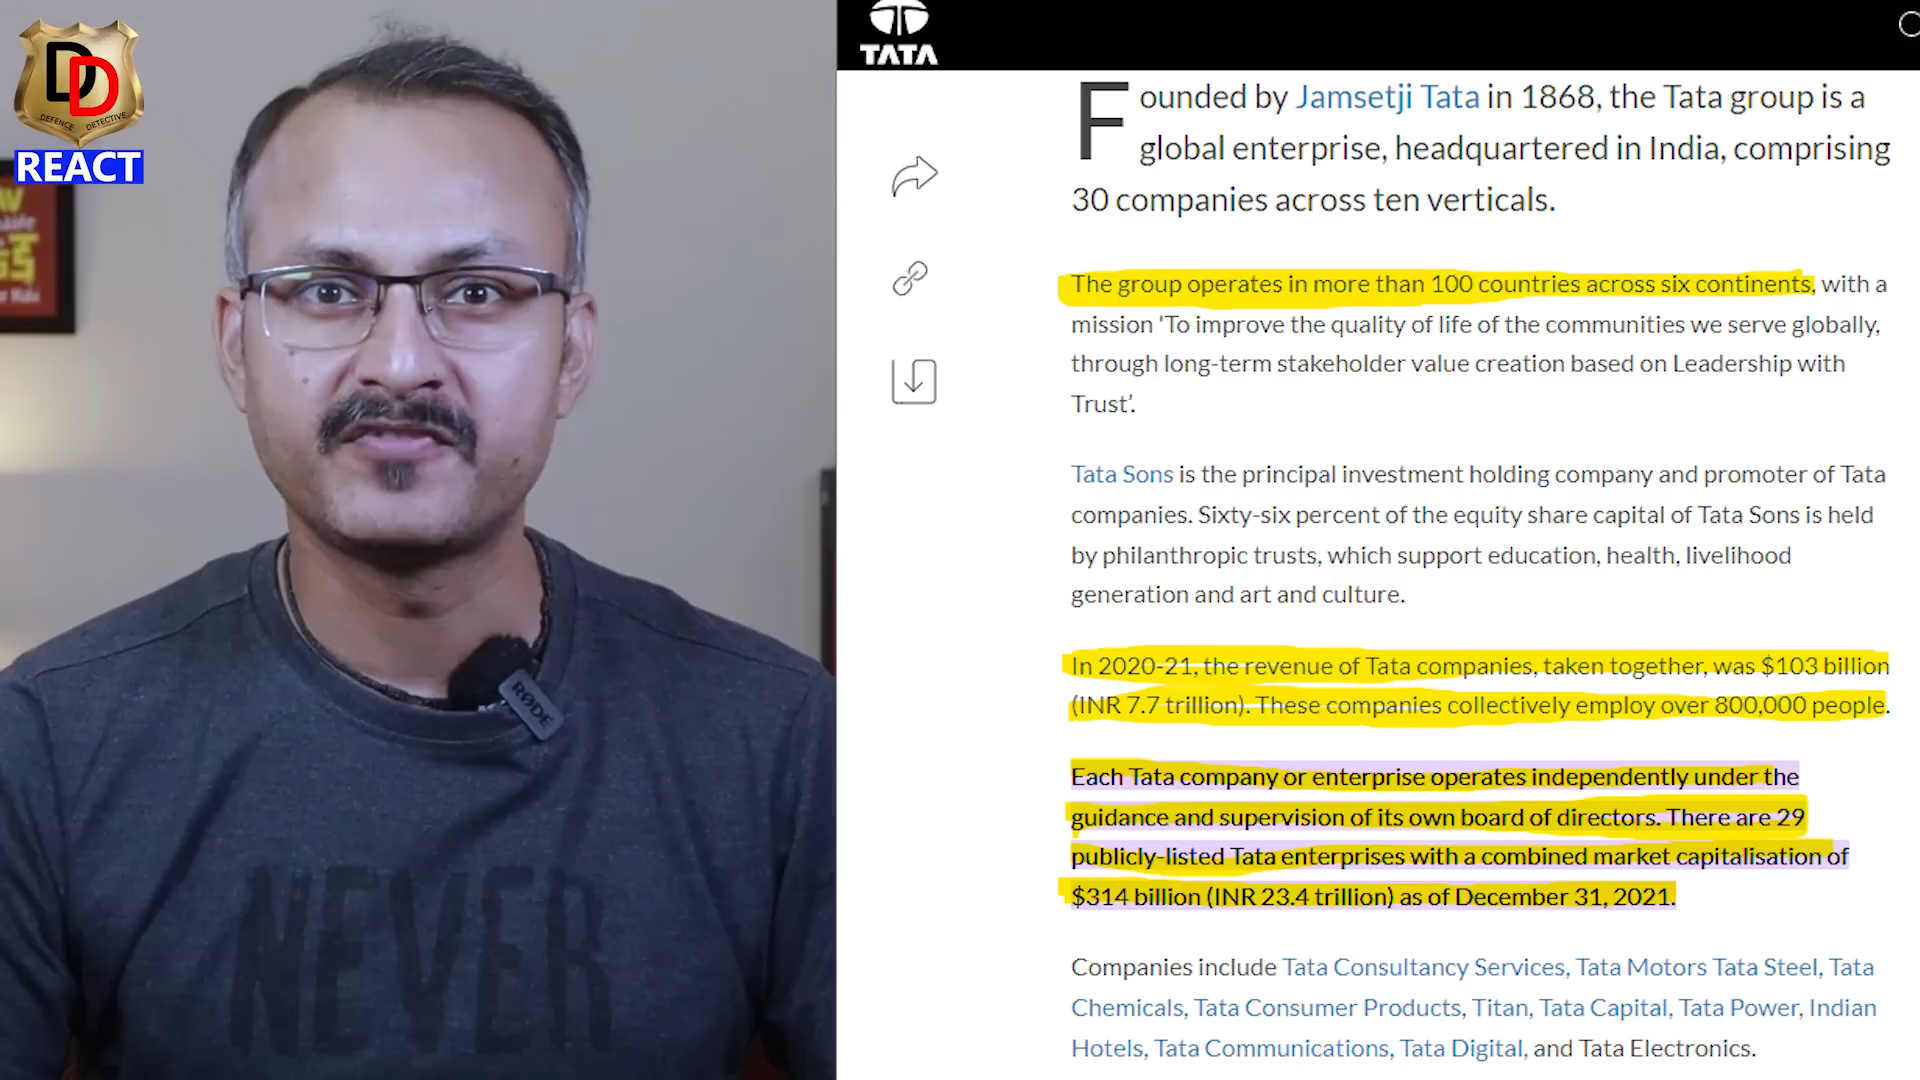 DD
DEFENCE DETECTIVE
REACT
RØDE
NEVER
TATA
Founded by Jamsetji Tata in 1868, the Tata group is a
global enterprise, headquartered in India, comprising
30 companies across ten verticals.
The group operates in more than 100 countries across six continents, with a
mission 'To improve the quality of life of the communities we serve globally,
through long-term stakeholder value creation based on Leadership with
Trust’.
Tata Sons is the principal investment holding company and promoter of Tata
companies. Sixty-six percent of the equity share capital of Tata Sons is held
by philanthropic trusts, which support education, health, livelihood
generation and art and culture.
In 2020-21, the revenue of Tata companies, taken together, was $103 billion
(INR 7.7 trillion). These companies collectively employ over 800,000 people.
Each Tata company or enterprise operates independently under the
guidance and supervision of its own board of directors. There are 29
publicly-listed Tata enterprises with a combined market capitalisation of
$314 billion (INR 23.4 trillion) as of December 31, 2021.
Companies include Tata Consultancy Services, Tata Motors Tata Steel, Tata
Chemicals, Tata Consumer Products, Titan, Tata Capital, Tata Power, Indian
Hotels, Tata Communications, Tata Digital, and Tata Electronics.